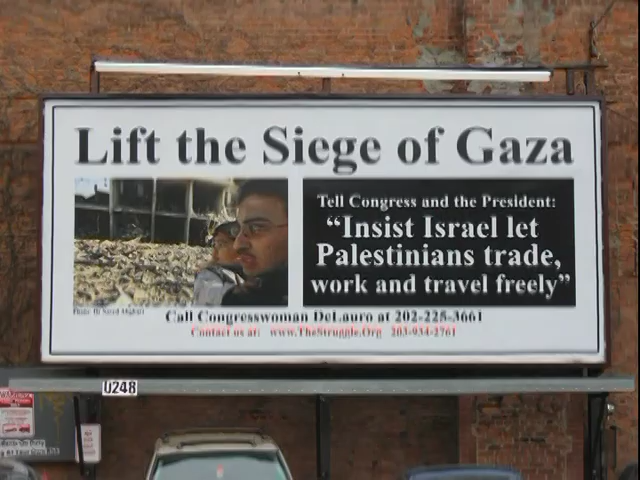 Lift the Siege of Gaza
Tell Congress and the President:
“Insist Israel let
Palestinians trade,
work and travel freely”
Call Congresswoman DeLauro at 202-225-3661
Contact us at: www.TheStruggle.Org 203-934-2761
0248